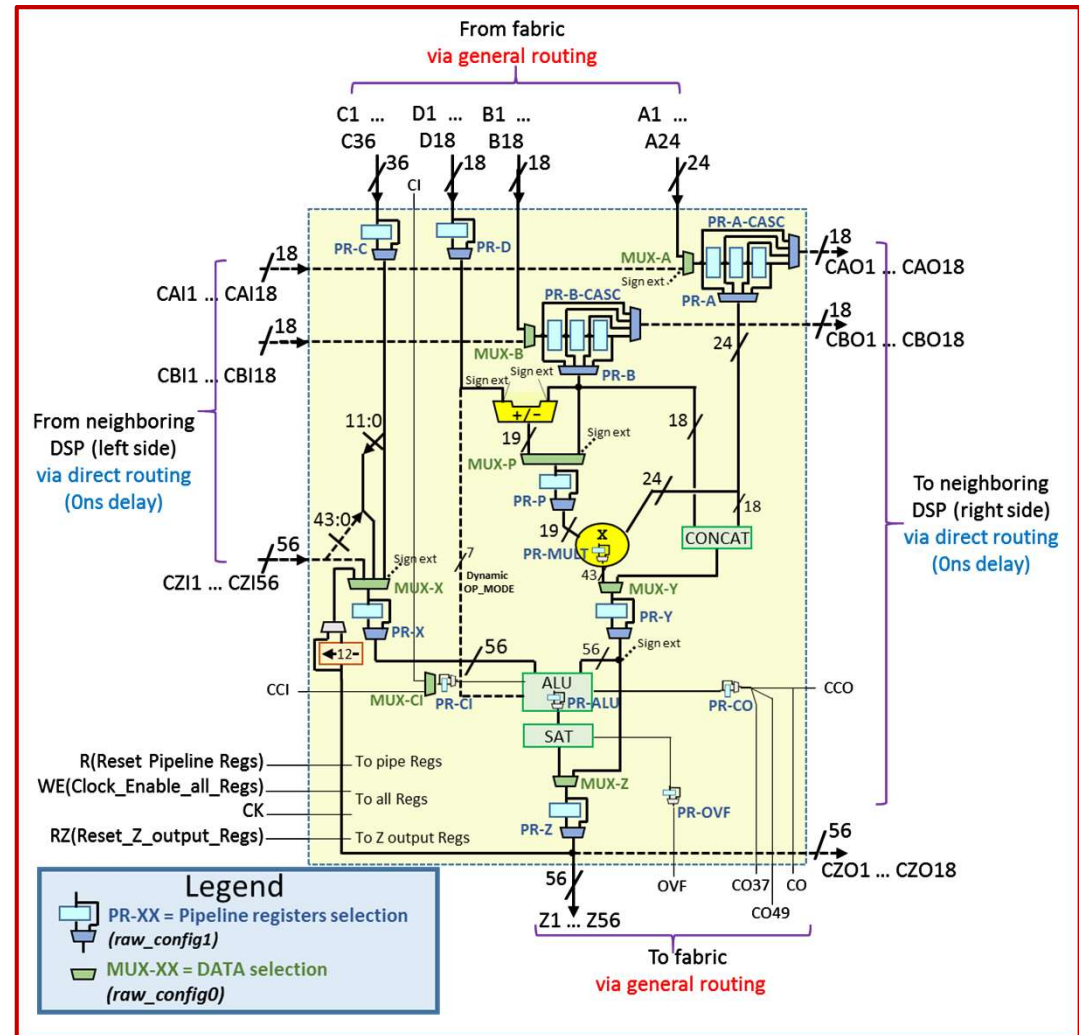 From fabric
via general routing
C1 ... D1 ... B1 ... A1 ...
C36 D18 B18 A24
36 18 18 24
CI
PR-A-CASC
PR-C PR-D
MUX-A
18
CAO1 ... CAO18
18
CAI1 ... CAI18
Sign ext
PR-A
PR-B-CASC
18
CBI1 ... CBI18
18
CBO1 ... CBO18
MUX-B
PR-B
24
From neighboring
DSP (left side)
via direct routing
(0ns delay)
Sign ext Sign ext
+/-
11:0
19
18
MUX-P
Sign ext
PR-P
24
18
To neighboring
DSP (right side)
via direct routing
(0ns delay)
43:0
19
X
PR-MULT
CONCAT
56
CZI1 ... CZI56
Sign ext
MUX-X
7
Dynamic
OP_MODE
43
MUX-Y
PR-X
PR-Y
12
56
56
Sign ext
CCI
MUX-CI
PR-CI
ALU
PR-ALU
PR-CO
CCO
SAT
R(Reset Pipeline Regs) To pipe Regs
MUX-Z
WE(Clock_Enable_all_Regs) To all Regs
CK
PR-OVF
RZ(Reset_Z_output_Regs) To Z output Regs
PR-Z
56
CZO1 ... CZO18
56
OVF CO37 CO
CO49
Z1 ... Z56
Legend
PR-XX = Pipeline registers selection
(raw_config1)
MUX-XX = DATA selection
(raw_config0)
To fabric
via general routing